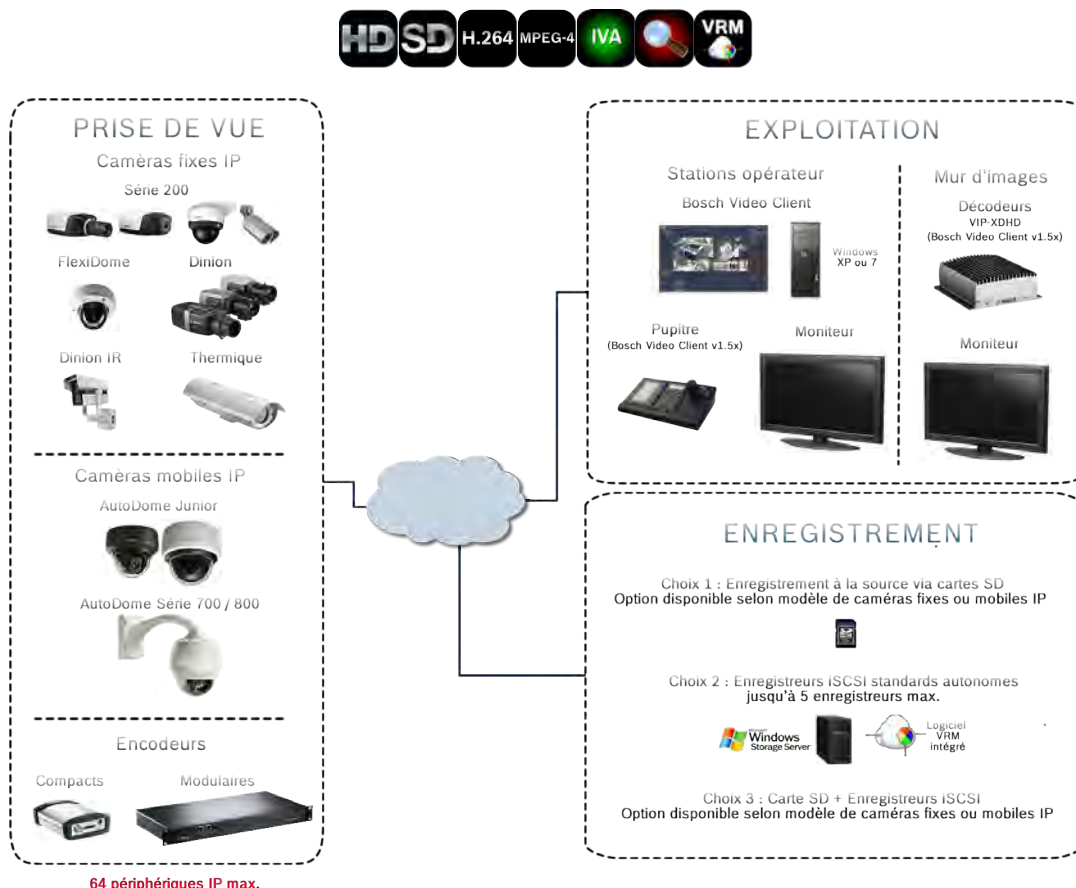 HD SD H.264 MPEG-4 IVA VRM
PRISE DE VUE
Camèras fixes IP
Série 200
FlexiDome Dinion
Dinion IR Thermique
Camèras mobiles IP
AutoDome Junior
AutoDome Série 700 / 800
Encodeurs
Compacts Modulaires
64 périphériques IP max.
EXPLOITATION
Stations opérateur
Bosch Video Client
Windows
XP ou 7
Pupitre
(Bosch Video Client v1.5x)
Moniteur
Mur d'images
Décodeurs
VIP-XDHD
(Bosch Video Client v1.5x)
Moniteur
ENREGISTREMENT
Choix 1 : Enregistrement à la source via cartes SD
Option disponible selon modèle de caméras fixes ou mobiles IP
Choix 2 : Enregistreurs iSCSI standards autonomes
jusqu'à 5 enregistreurs max.
Windows
Storage Server
Logiciel
VRM
intégré
Choix 3 : Carte SD + Enregistreurs iSCSI
Option disponible selon modèle de caméras fixes ou mobiles IP